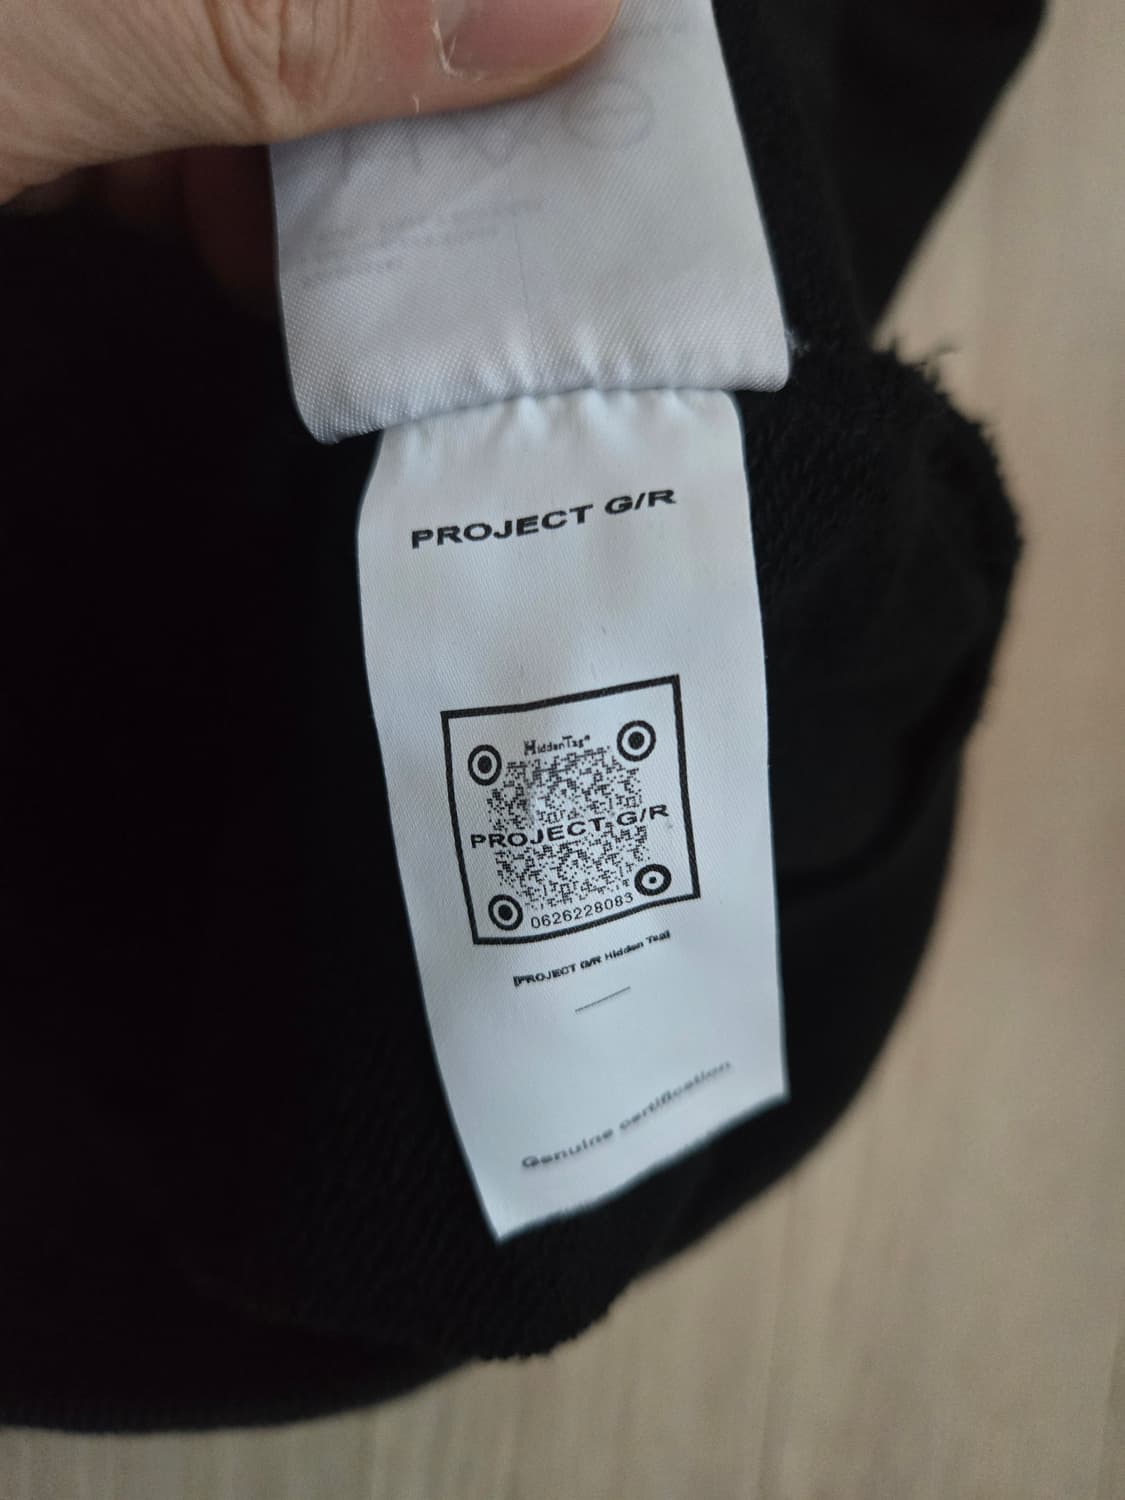 PROJECT G/R
HiddenTag®
PROJECT G/R
0626228083
[PROJECT G/R Hidden Tag]
Genuine certification